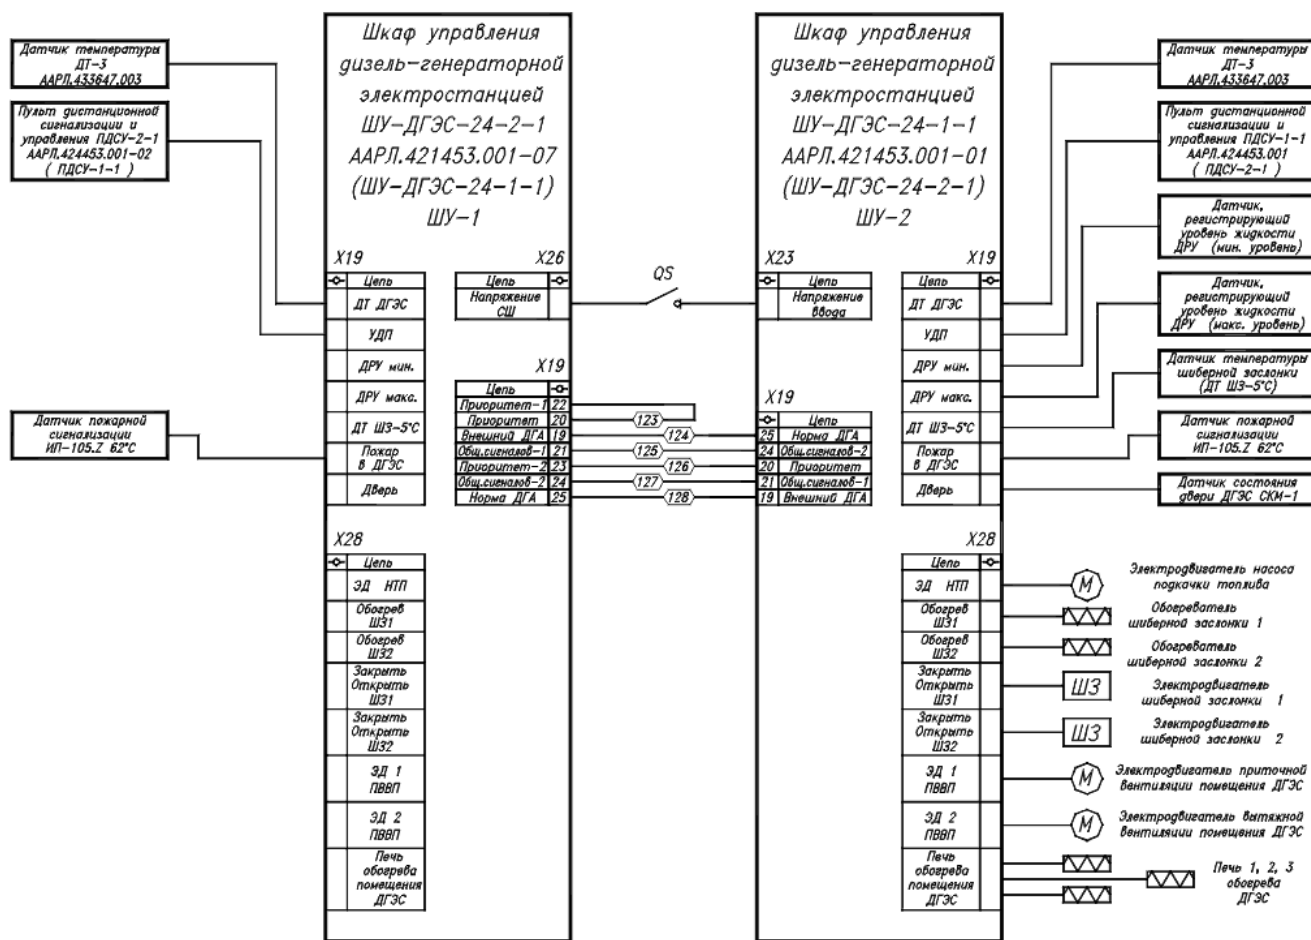 Датчик температуры
ДТ-3
ААРЛ.433647.003
Пульт дистанционной
сигнализации и
управления ПДСУ-2-1
ААРЛ.424453.001-02
( ПДСУ-1-1 )
Датчик пожарной
сигнализации
ИП-105.Z 62°С
Шкаф управления
дизель-генераторной
электростанцией
ШУ-ДГЭС-24-2-1
ААРЛ.421453.001-07
(ШУ-ДГЭС-24-1-1)
ШУ-1
X19
Цепь
ДТ ДГЭС
УДП
ДРУ мин.
ДРУ макс.
ДТ ШЗ-5°С
Пожар
в ДГЭС
Дверь
X26
Цепь
Напряжение
СШ
X19
Цепь
Приоритет-1 22
Приоритет 20
Внешний ДГА 19
Общ.сигналов-1 21
Приоритет-2 23
Общ.сигналов-2 24
Норма ДГА 25
X28
Цепь
ЭД НТП
Обогрев
ШЗ1
Обогрев
ШЗ2
Закрыть
Открыть
ШЗ1
Закрыть
Открыть
ШЗ2
ЭД 1
ПВВП
ЭД 2
ПВВП
Печь
обогрева
помещения
ДГЭС
QS
123
124
125
126
127
128
Шкаф управления
дизель-генераторной
электростанцией
ШУ-ДГЭС-24-1-1
ААРЛ.421453.001-01
(ШУ-ДГЭС-24-2-1)
ШУ-2
X23
Цепь
Напряжение
ввода
X19
Цепь
25 Норма ДГА
24 Общ.сигналов-2
20 Приоритет
21 Общ.сигналов-1
19 Внешний ДГА
X19
Цепь
ДТ ДГЭС
УДП
ДРУ мин.
ДРУ макс.
ДТ ШЗ-5°С
Пожар
в ДГЭС
Дверь
X28
Цепь
ЭД НТП
Обогрев
ШЗ1
Обогрев
ШЗ2
Закрыть
Открыть
ШЗ1
Закрыть
Открыть
ШЗ2
ЭД 1
ПВВП
ЭД 2
ПВВП
Печь
обогрева
помещения
ДГЭС
Датчик температуры
ДТ-3
ААРЛ.433647.003
Пульт дистанционной
сигнализации и
управления ПДСУ-1-1
ААРЛ.424453.001
( ПДСУ-2-1 )
Датчик,
регистрирующий
уровень жидкости
ДРУ (мин. уровень)
Датчик,
регистрирующий
уровень жидкости
ДРУ (макс. уровень)
Датчик температуры
шиберной заслонки
(ДТ ШЗ-5°С)
Датчик пожарной
сигнализации
ИП-105.Z 62°С
Датчик состояния
двери ДГЭС СКМ-1
М
Электродвигатель насоса
подкачки топлива
Обогреватель
шиберной заслонки 1
Обогреватель
шиберной заслонки 2
ШЗ
Электродвигатель
шиберной заслонки 1
ШЗ
Электродвигатель
шиберной заслонки 2
М
Электродвигатель приточной
вентиляции помещения ДГЭС
М
Электродвигатель вытяжной
вентиляции помещения ДГЭС
Печь 1, 2, 3
обогрева
ДГЭС